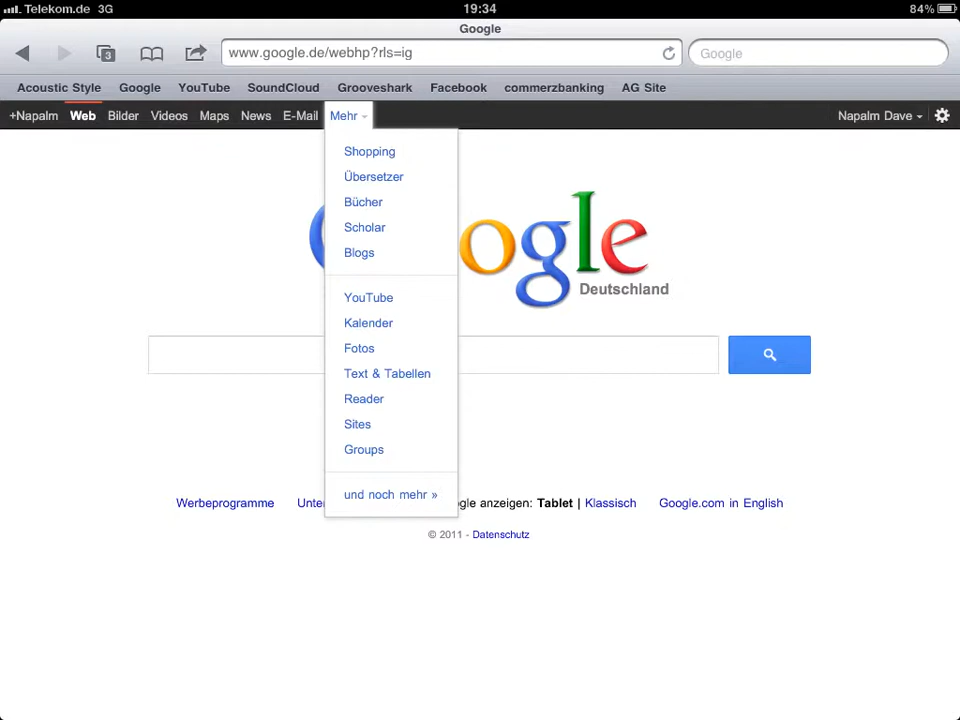 Telekom.de 3G 19:34 84%
Google
3 www.google.de/webhp?rls=ig Google
Acoustic Style Google YouTube SoundCloud Grooveshark Facebook commerzbanking AG Site
+Napalm Web Bilder Videos Maps News E-Mail Mehr Napalm Dave
Shopping
Übersetzer
Bücher
Scholar
Blogs
YouTube
Kalender
Fotos
Text & Tabellen
Reader
Sites
Groups
und noch mehr »
ogle
Deutschland
Werbeprogramme Unter gle anzeigen: Tablet | Klassisch Google.com in English
© 2011 - Datenschutz